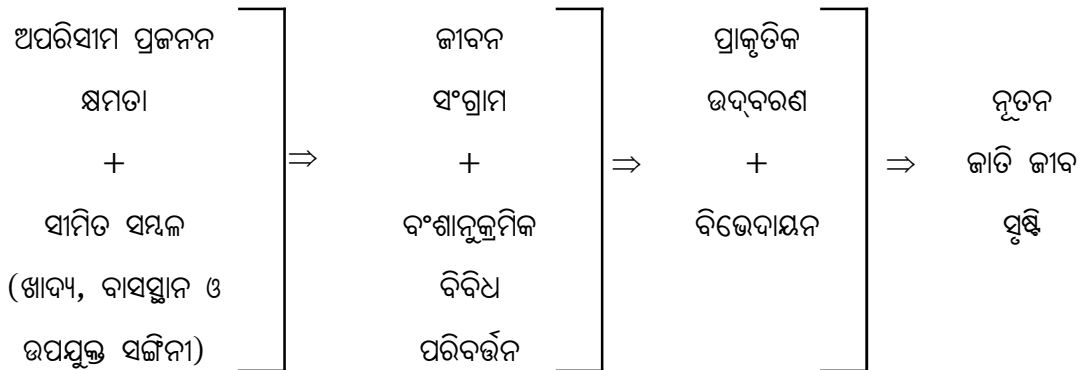 ଅପରିସୀମ ପ୍ରଜନନ
କ୍ଷମତା
+
ସୀମିତ ସମ୍ବଳ
(ଖାଦ୍ୟ, ବାସସ୍ଥାନ ଓ
ଉପଯୁକ୍ତ ସଙ୍ଗିନୀ)
⇒
ଜୀବନ
ସଂଗ୍ରାମ
+
ବଂଶାନୁକ୍ରମିକ
ବିବିଧ
ପରିବର୍ତ୍ତନ
⇒
ପ୍ରାକୃତିକ
ଉଦ୍‌ବରଣ
+
ବିଭେଦାୟନ
⇒
ନୂତନ
ଜାତି ଜୀବ
ସୃଷ୍ଟି